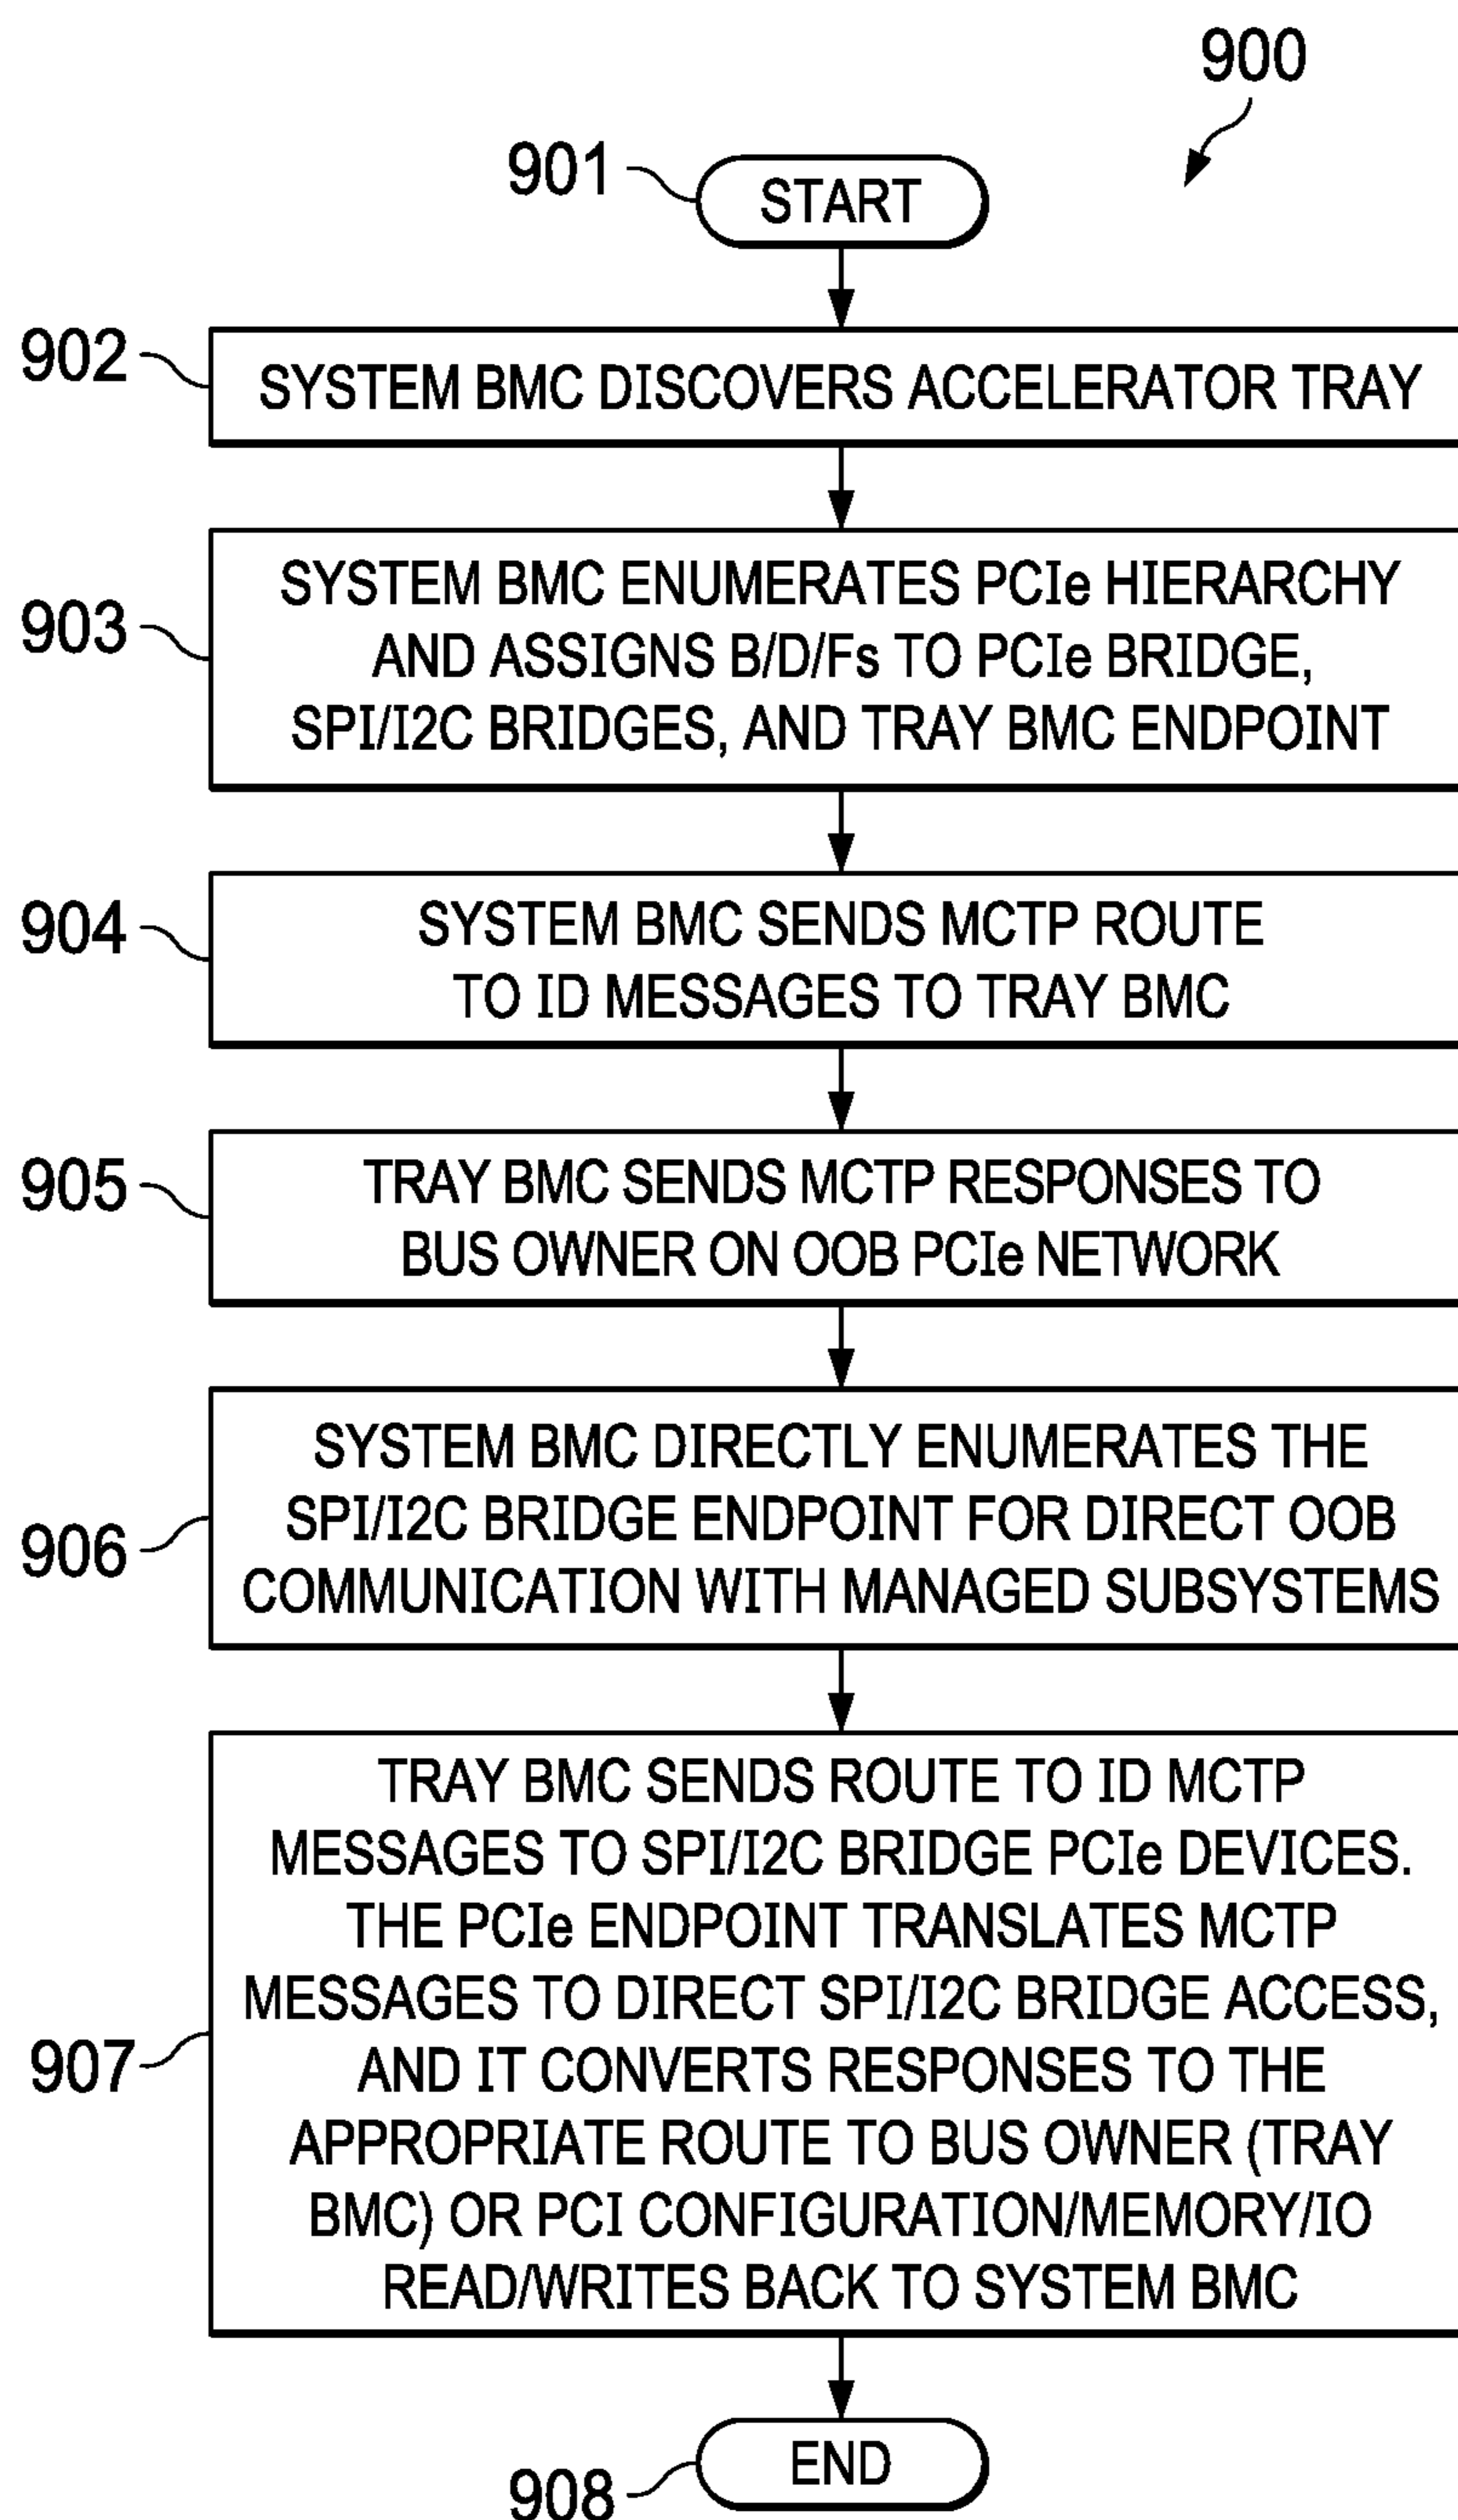 900
901
START
902
SYSTEM BMC DISCOVERS ACCELERATOR TRAY
903
SYSTEM BMC ENUMERATES PCIe HIERARCHY
AND ASSIGNS B/D/Fs TO PCIe BRIDGE,
SPI/I2C BRIDGES, AND TRAY BMC ENDPOINT
904
SYSTEM BMC SENDS MCTP ROUTE
TO ID MESSAGES TO TRAY BMC
905
TRAY BMC SENDS MCTP RESPONSES TO
BUS OWNER ON OOB PCIe NETWORK
906
SYSTEM BMC DIRECTLY ENUMERATES THE
SPI/I2C BRIDGE ENDPOINT FOR DIRECT OOB
COMMUNICATION WITH MANAGED SUBSYSTEMS
907
TRAY BMC SENDS ROUTE TO ID MCTP
MESSAGES TO SPI/I2C BRIDGE PCIe DEVICES.
THE PCIe ENDPOINT TRANSLATES MCTP
MESSAGES TO DIRECT SPI/I2C BRIDGE ACCESS,
AND IT CONVERTS RESPONSES TO THE
APPROPRIATE ROUTE TO BUS OWNER (TRAY
BMC) OR PCI CONFIGURATION/MEMORY/IO
READ/WRITES BACK TO SYSTEM BMC
908
END